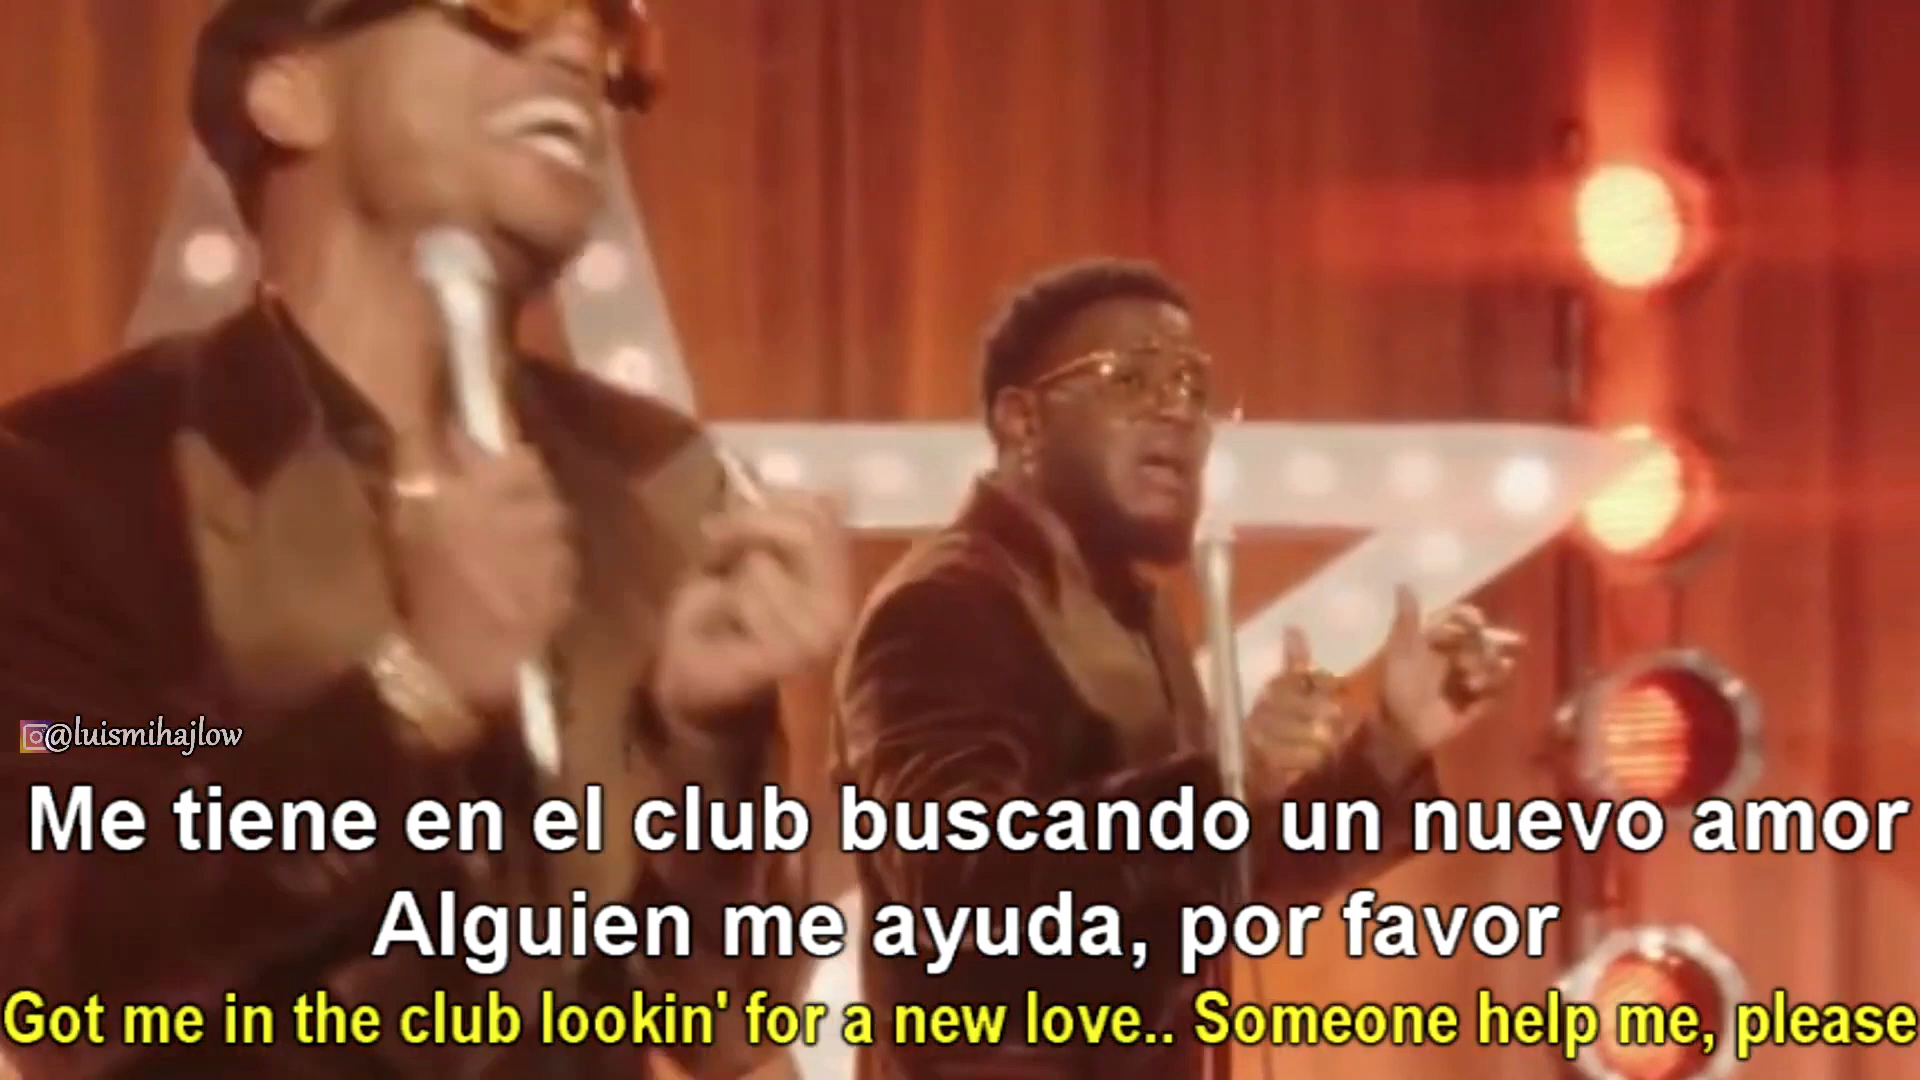 @luismihajlow
Me tiene en el club buscando un nuevo amor
Alguien me ayuda, por favor
Got me in the club lookin' for a new love.. Someone help me, please